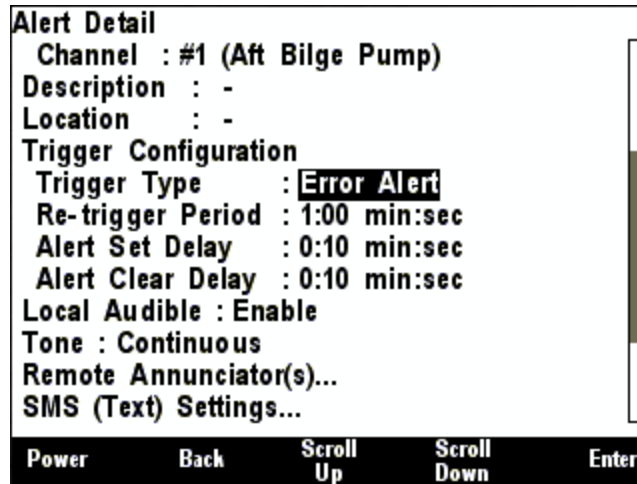 Alert Detail
Channel : #1 (Aft Bilge Pump)
Description : -
Location : -
Trigger Configuration
Trigger Type : Error Alert
Re-trigger Period : 1:00 min:sec
Alert Set Delay : 0:10 min:sec
Alert Clear Delay : 0:10 min:sec
Local Audible : Enable
Tone : Continuous
Remote Annunciator(s)...
SMS (Text) Settings...
Power Back Scroll Up Scroll Down Enter